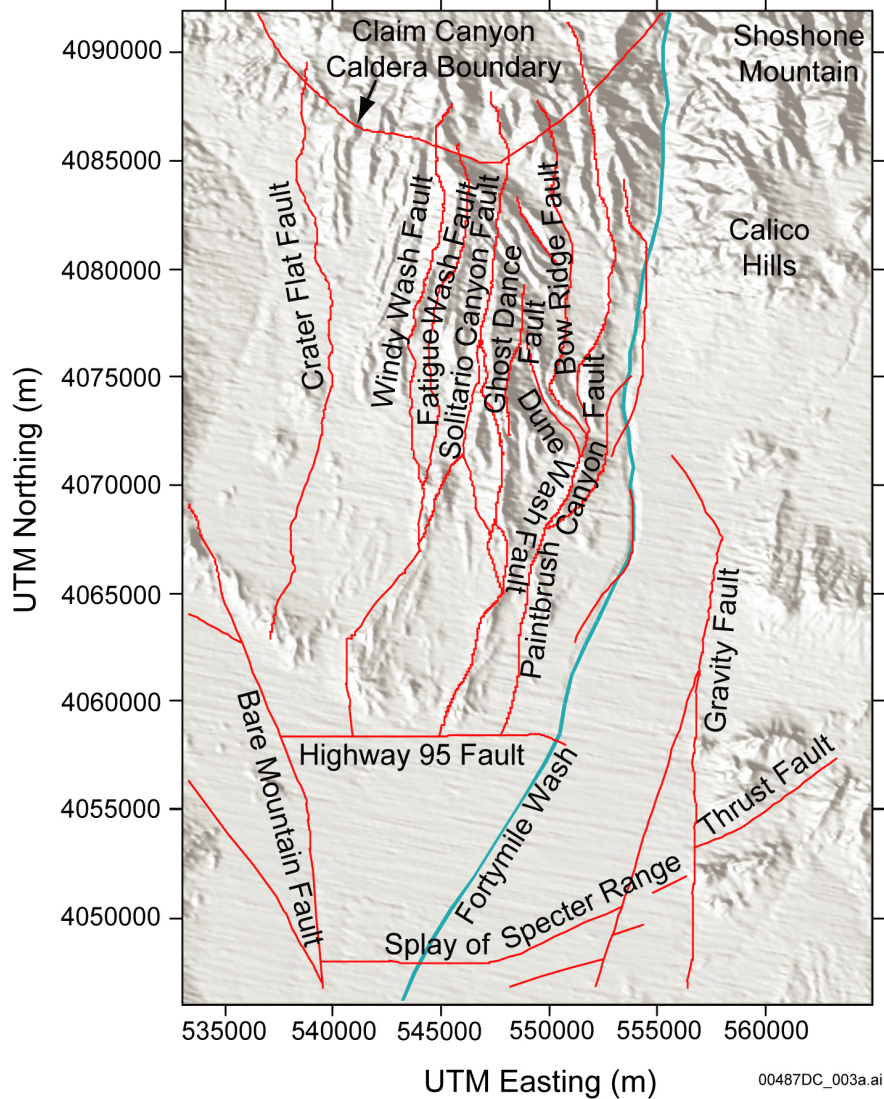 4090000
4085000
4080000
4075000
4070000
4065000
4060000
4055000
4050000
UTM Northing (m)
Claim Canyon
Caldera Boundary
Shoshone
Mountain
Calico
Hills
Crater Flat Fault
Windy Wash Fault
Fatigue Wash Fault
Solitario Canyon Fault
Ghost Dance
Fault
Bow Ridge Fault
Dune Wash Fault
Paintbrush Canyon
Fault
Gravity Fault
Bare Mountain Fault
Highway 95 Fault
Fortymile Wash
Splay of Specter Range
Thrust Fault
535000
540000
545000
550000
555000
560000
UTM Easting (m)
00487DC_003a.ai